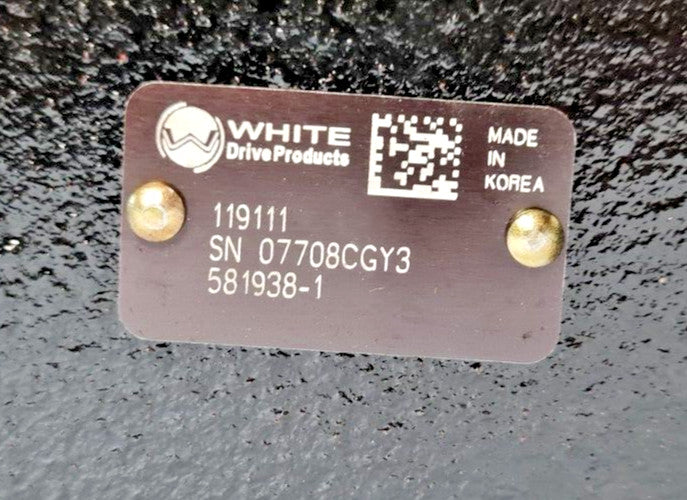 WHITE
Drive Products
MADE
IN
KOREA
119111
SN 07708CGY3
581938-1